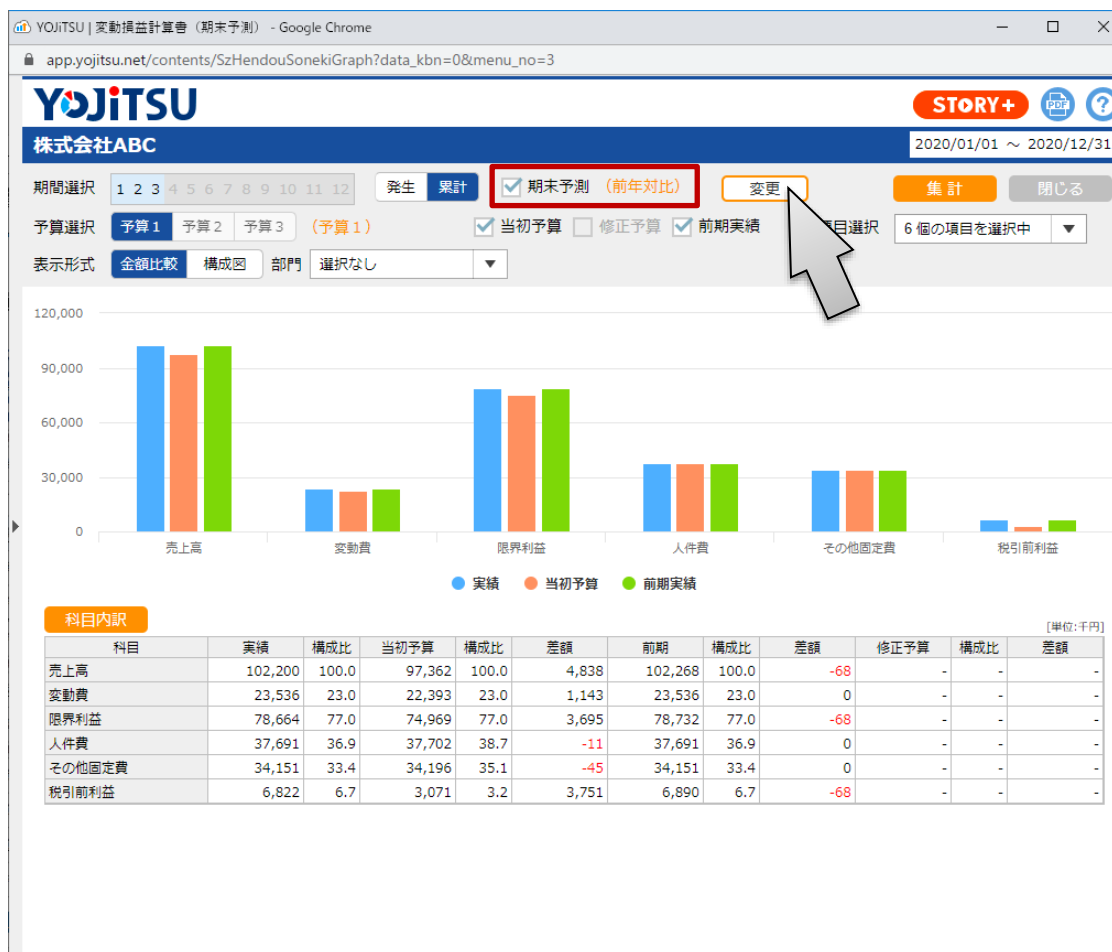 YOJiTSU | 変動損益計算書（期末予測） - Google Chrome
app.yojitsu.net/contents/SzHendouSonekiGraph?data_kbn=0&menu_no=3
YOJiTSU STORY+ PDF ?
株式会社ABC 2020/01/01 ～ 2020/12/31
期間選択 1 2 3 4 5 6 7 8 9 10 11 12 発生 累計 期末予測 （前年対比） 変更 集計 閉じる
予算選択 予算1 予算2 予算3 （予算1） 当初予算 修正予算 前期実績 項目選択 6個の項目を選択中
表示形式 金額比較 構成図 部門 選択なし
120,000
90,000
60,000
30,000
0
売上高 変動費 限界利益 人件費 その他固定費 税引前利益
実績 当初予算 前期実績
科目内訳 [単位:千円]
科目 実績 構成比 当初予算 構成比 差額 前期 構成比 差額 修正予算 構成比 差額
売上高 102,200 100.0 97,362 100.0 4,838 102,268 100.0 -68 - - -
変動費 23,536 23.0 22,393 23.0 1,143 23,536 23.0 0 - - -
限界利益 78,664 77.0 74,969 77.0 3,695 78,732 77.0 -68 - - -
人件費 37,691 36.9 37,702 38.7 -11 37,691 36.9 0 - - -
その他固定費 34,151 33.4 34,196 35.1 -45 34,151 33.4 0 - - -
税引前利益 6,822 6.7 3,071 3.2 3,751 6,890 6.7 -68 - - -